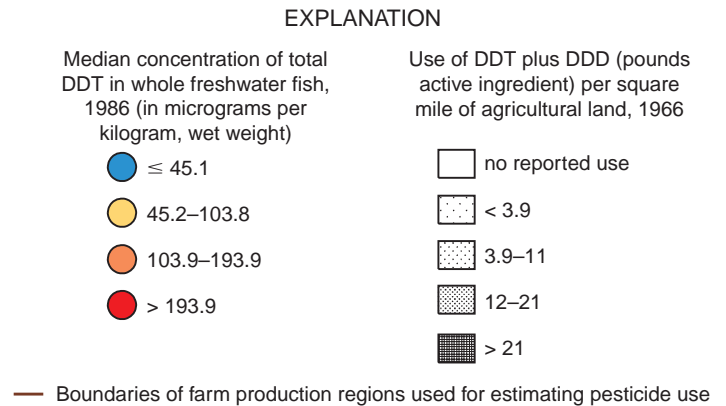 EXPLANATION
Median concentration of total
DDT in whole freshwater fish,
1986 (in micrograms per
kilogram, wet weight)
≤ 45.1
45.2–103.8
103.9–193.9
> 193.9
Use of DDT plus DDD (pounds
active ingredient) per square
mile of agricultural land, 1966
no reported use
< 3.9
3.9–11
12–21
> 21
Boundaries of farm production regions used for estimating pesticide use